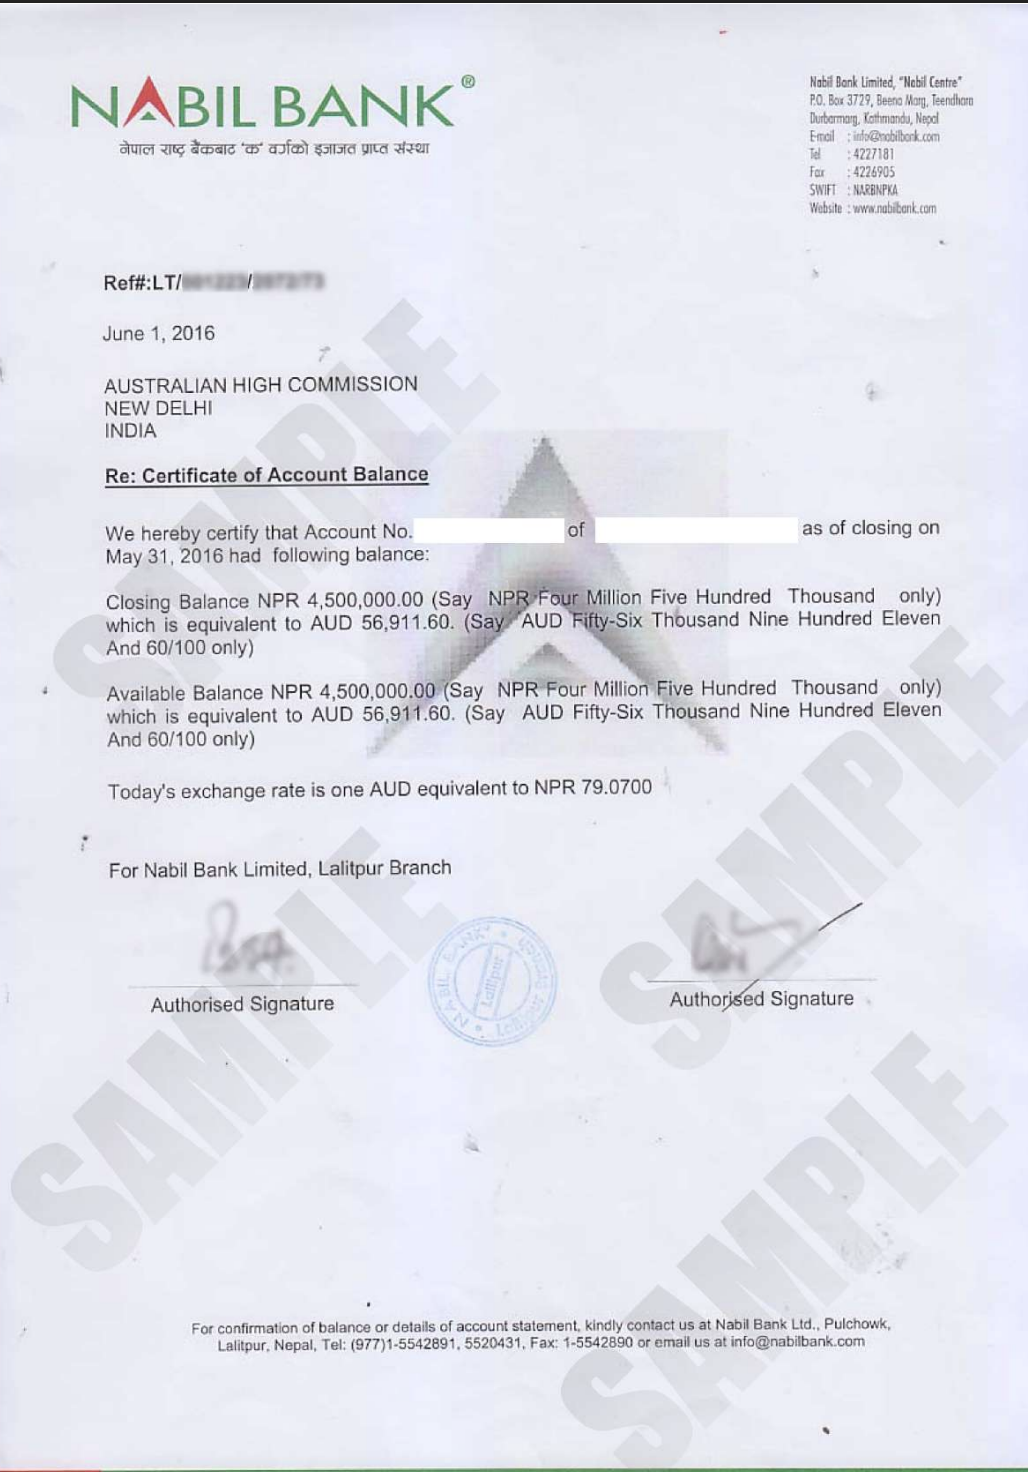 NABIL BANK®
नेपाल राष्ट्र बैंकबाट 'क' वर्गको इजाजत प्राप्त संस्था
Nabil Bank Limited, "Nabil Centre"
P.O. Box 3729, Beena Marg, Teendhara
Durbarmarg, Kathmandu, Nepal
E-mail : info@nabilbank.com
Tel : 4227181
Fax : 4226905
SWIFT : NARBNPKA
Website : www.nabilbank.com
Ref#:LT/
June 1, 2016
AUSTRALIAN HIGH COMMISSION
NEW DELHI
INDIA
Re: Certificate of Account Balance
We hereby certify that Account No. of as of closing on
May 31, 2016 had following balance:
Closing Balance NPR 4,500,000.00 (Say NPR Four Million Five Hundred Thousand only)
which is equivalent to AUD 56,911.60. (Say AUD Fifty-Six Thousand Nine Hundred Eleven
And 60/100 only)
Available Balance NPR 4,500,000.00 (Say NPR Four Million Five Hundred Thousand only)
which is equivalent to AUD 56,911.60. (Say AUD Fifty-Six Thousand Nine Hundred Eleven
And 60/100 only)
Today's exchange rate is one AUD equivalent to NPR 79.0700
For Nabil Bank Limited, Lalitpur Branch
NABIL BANK
Lalitpur
Authorised Signature
Authorised Signature
For confirmation of balance or details of account statement, kindly contact us at Nabil Bank Ltd., Pulchowk,
Lalitpur, Nepal, Tel: (977)1-5542891, 5520431, Fax: 1-5542890 or email us at info@nabilbank.com
SAMPLE
SAMPLE
SAMPLE
SAMPLE